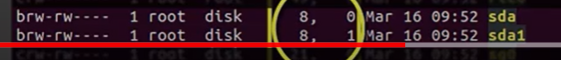 brw-rw---- 1 root disk 8, 0 Mar 16 09:52 sda
brw-rw---- 1 root disk 8, 1 Mar 16 09:52 sda1